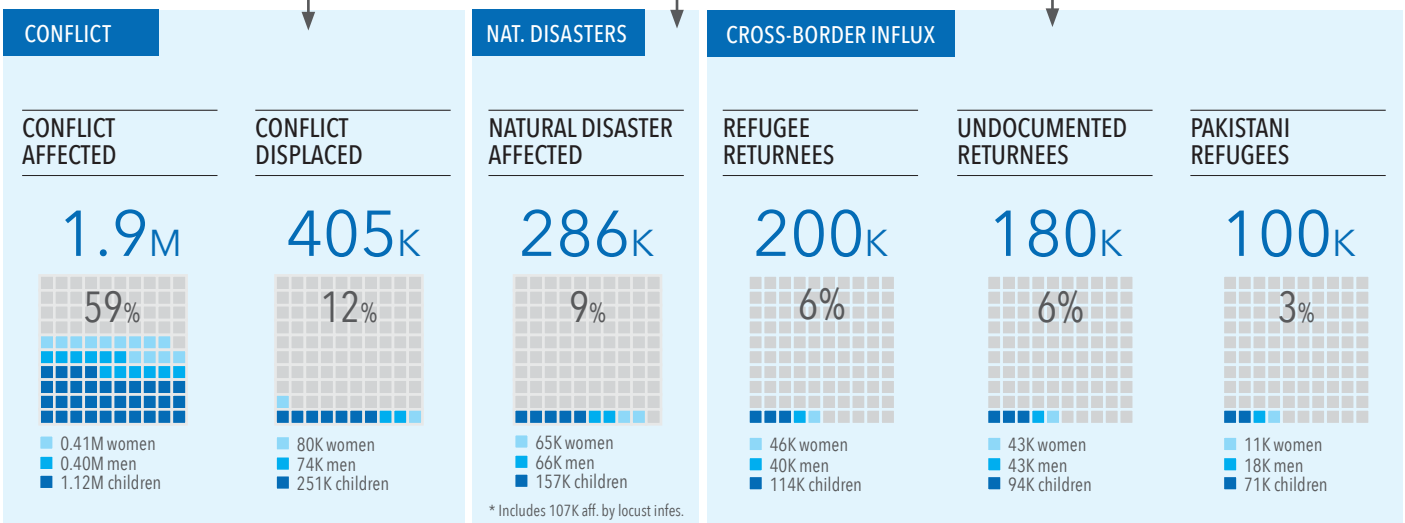 CONFLICT
CONFLICT
AFFECTED
1.9M
59%
0.41M women
0.40M men
1.12M children
CONFLICT
DISPLACED
405K
12%
80K women
74K men
251K children
NAT. DISASTERS
NATURAL DISASTER
AFFECTED
286K
9%
65K women
66K men
157K children
* Includes 107K aff. by locust infes.
CROSS-BORDER INFLUX
REFUGEE
RETURNEES
200K
6%
46K women
40K men
114K children
UNDOCUMENTED
RETURNEES
180K
6%
43K women
43K men
94K children
PAKISTANI
REFUGEES
100K
3%
11K women
18K men
71K children